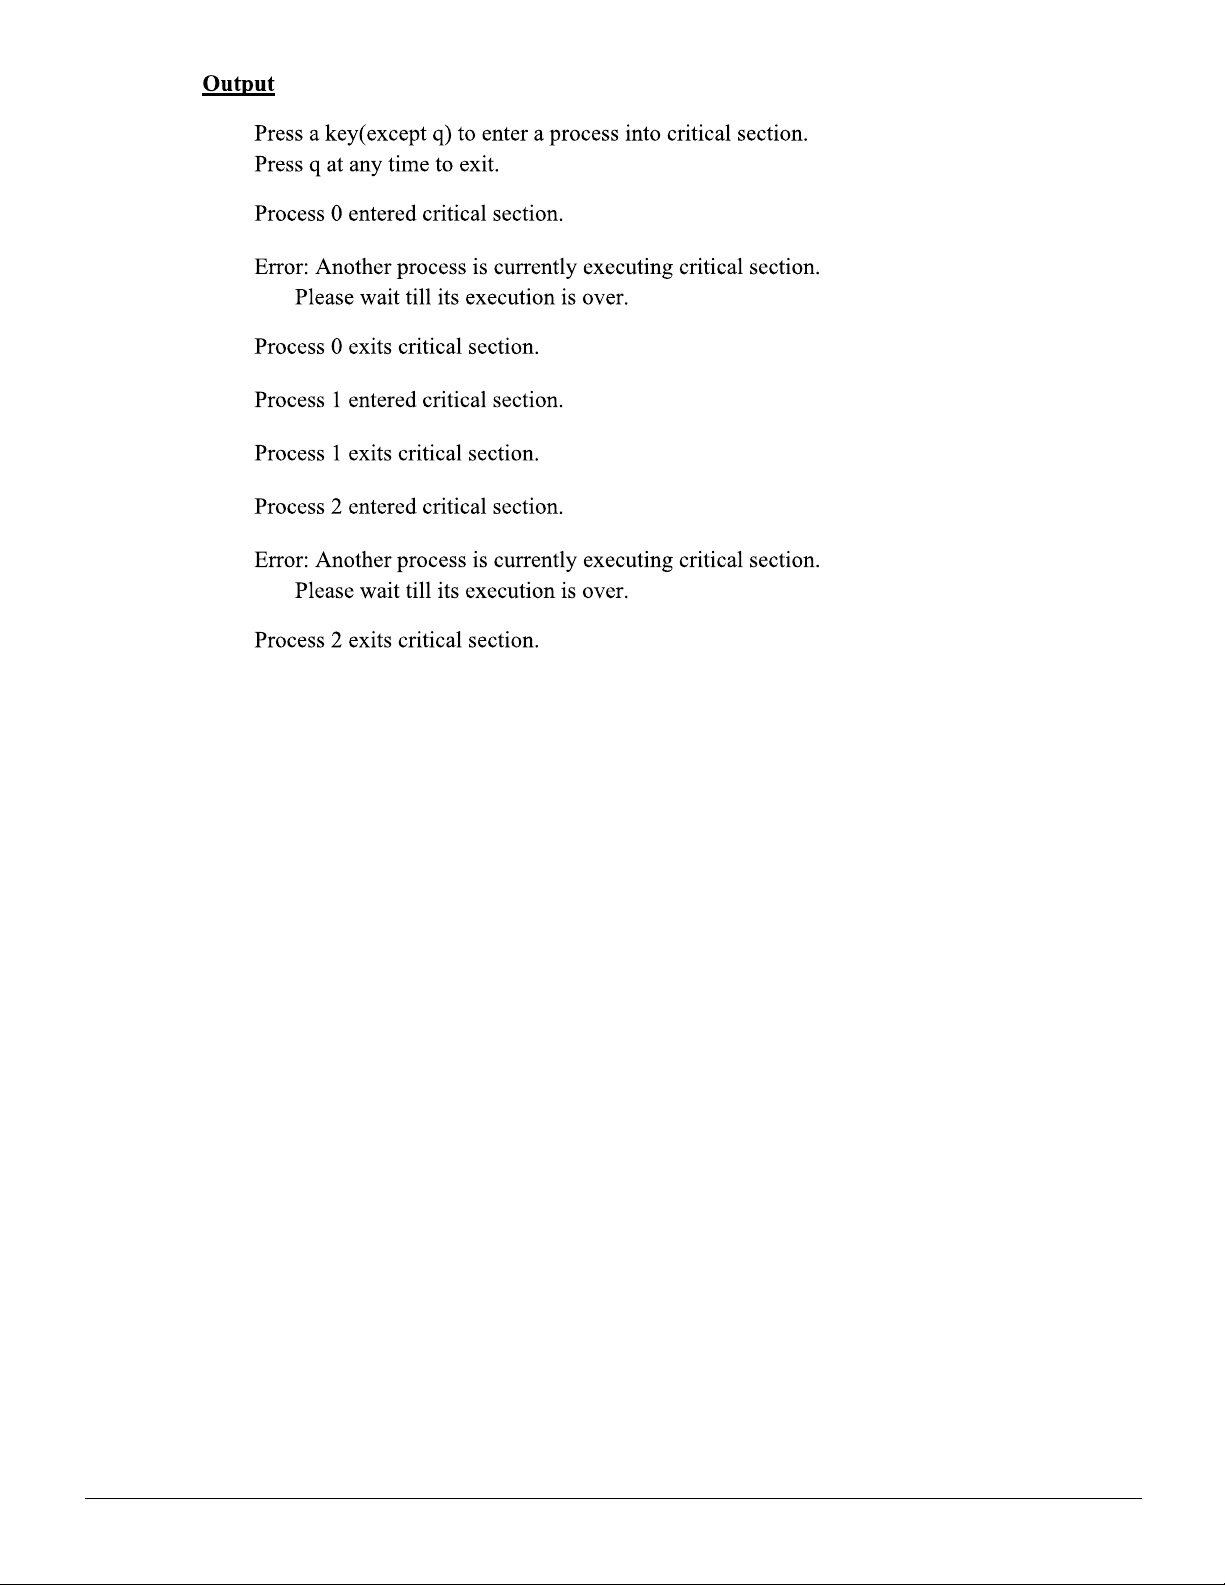 Output
Press a key(except q) to enter a process into critical section.
Press q at any time to exit.
Process 0 entered critical section.
Error: Another process is currently executing critical section.
Please wait till its execution is over.
Process 0 exits critical section.
Process 1 entered critical section.
Process 1 exits critical section.
Process 2 entered critical section.
Error: Another process is currently executing critical section.
Please wait till its execution is over.
Process 2 exits critical section.